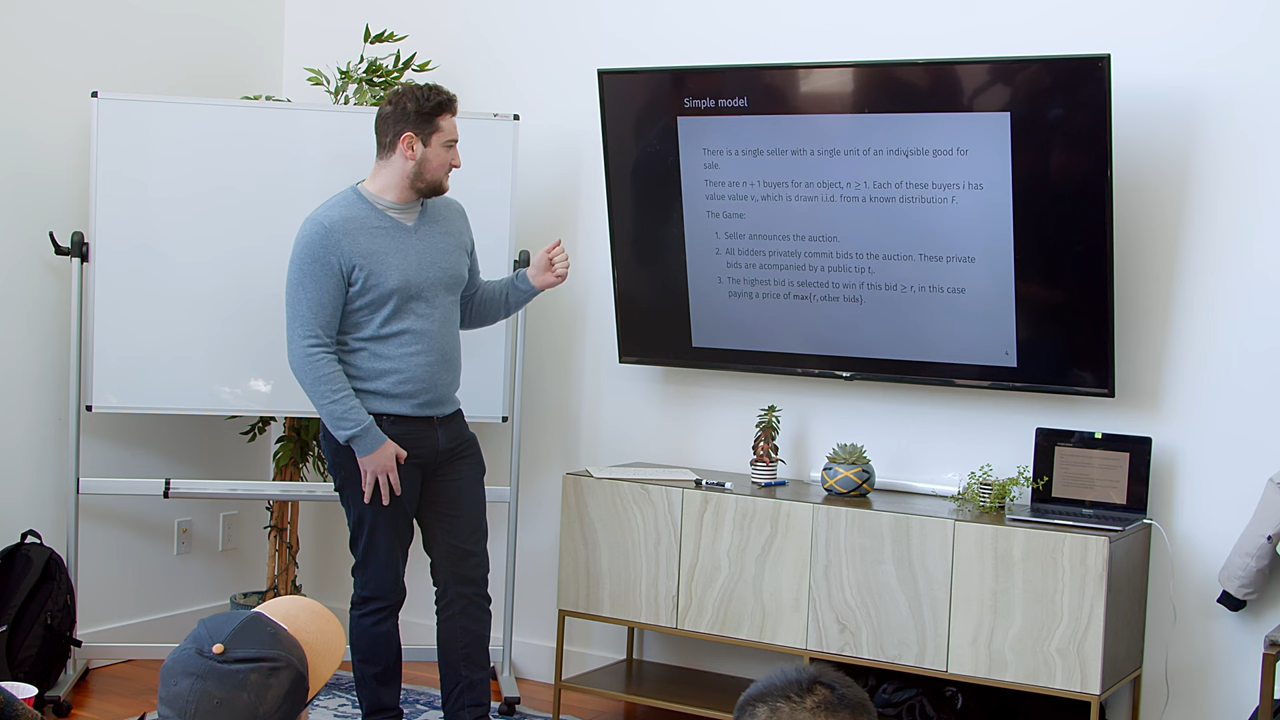 Simple model
There is a single seller with a single unit of an indivisible good for
sale.
There are n + 1 buyers for an object, n ≥ 1. Each of these buyers i has
value value vᵢ, which is drawn i.i.d. from a known distribution F.
The Game:
1. Seller announces the auction.
2. All bidders privately commit bids to the auction. These private
bids are acompanied by a public tip tᵢ.
3. The highest bid is selected to win if this bid ≥ r, in this case
paying a price of max{r, other bids}.